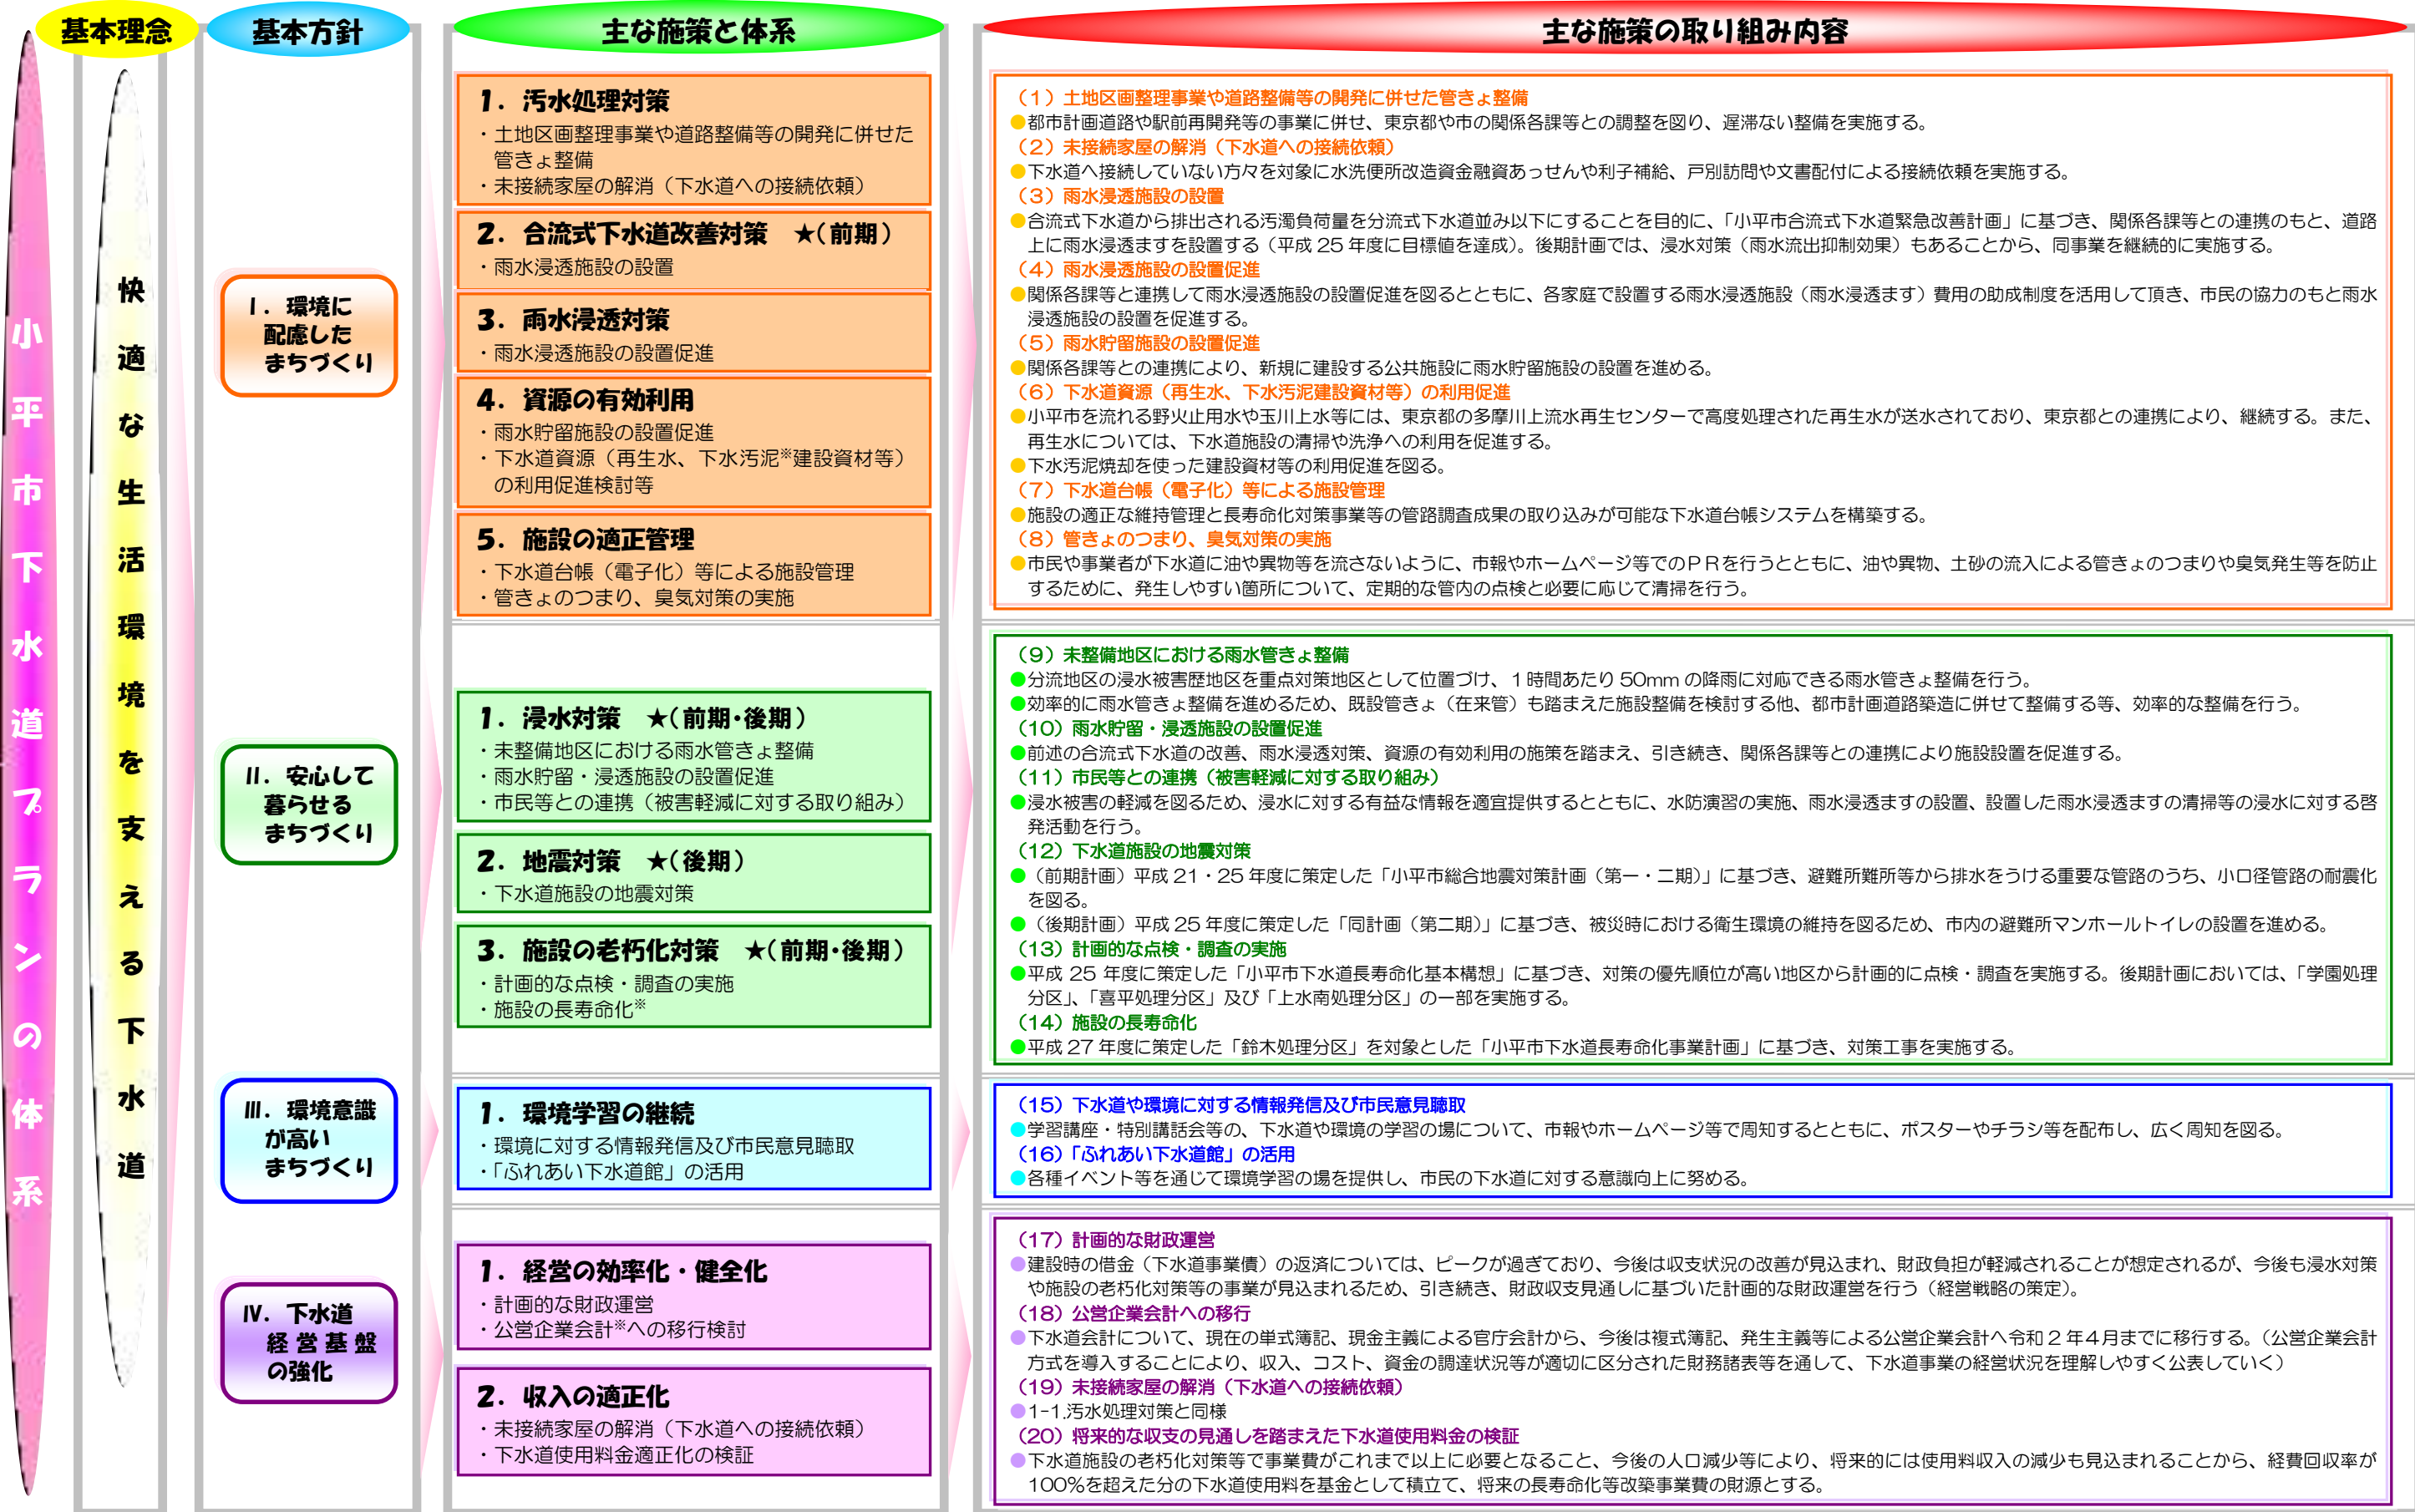 基本理念
基本方針
主な施策と体系
主な施策の取り組み内容
小平市下水道プランの体系
快適な生活環境を支える下水道
Ⅰ．環境に
配慮した
まちづくり
1．汚水処理対策
・土地区画整理事業や道路整備等の開発に併せた
管きょ整備
・未接続家屋の解消（下水道への接続依頼）
2．合流式下水道改善対策　★（前期）
・雨水浸透施設の設置
3．雨水浸透対策
・雨水浸透施設の設置促進
4．資源の有効利用
・雨水貯留施設の設置促進
・下水道資源（再生水、下水汚泥※建設資材等）
の利用促進検討等
5．施設の適正管理
・下水道台帳（電子化）等による施設管理
・管きょのつまり、臭気対策の実施
（1）土地区画整理事業や道路整備等の開発に併せた管きょ整備
●都市計画道路や駅前再開発等の事業に併せ、東京都や市の関係各課等との調整を図り、遅滞ない整備を実施する。
（2）未接続家屋の解消（下水道への接続依頼）
●下水道へ接続していない方々を対象に水洗便所改造資金融資あっせんや利子補給、戸別訪問や文書配付による接続依頼を実施する。
（3）雨水浸透施設の設置
●合流式下水道から排出される汚濁負荷量を分流式下水道並み以下にすることを目的に、「小平市合流式下水道緊急改善計画」に基づき、関係各課等との連携のもと、道路
上に雨水浸透ますを設置する（平成 25 年度に目標値を達成）。後期計画では、浸水対策（雨水流出抑制効果）もあることから、同事業を継続的に実施する。
（4）雨水浸透施設の設置促進
●関係各課等と連携して雨水浸透施設の設置促進を図るとともに、各家庭で設置する雨水浸透施設（雨水浸透ます）費用の助成制度を活用して頂き、市民の協力のもと雨水
浸透施設の設置を促進する。
（5）雨水貯留施設の設置促進
●関係各課等との連携により、新規に建設する公共施設に雨水貯留施設の設置を進める。
（6）下水道資源（再生水、下水汚泥建設資材等）の利用促進
●小平市を流れる野火止用水や玉川上水等には、東京都の多摩川上流水再生センターで高度処理された再生水が送水されており、東京都との連携により、継続する。また、
再生水については、下水道施設の清掃や洗浄への利用を促進する。
●下水汚泥焼却を使った建設資材等の利用促進を図る。
（7）下水道台帳（電子化）等による施設管理
●施設の適正な維持管理と長寿命化対策事業等の管路調査成果の取り込みが可能な下水道台帳システムを構築する。
（8）管きょのつまり、臭気対策の実施
●市民や事業者が下水道に油や異物等を流さないように、市報やホームページ等でのＰＲを行うとともに、油や異物、土砂の流入による管きょのつまりや臭気発生等を防止
するために、発生しやすい箇所について、定期的な管内の点検と必要に応じて清掃を行う。
Ⅱ．安心して
暮らせる
まちづくり
1．浸水対策　★（前期・後期）
・未整備地区における雨水管きょ整備
・雨水貯留・浸透施設の設置促進
・市民等との連携（被害軽減に対する取り組み）
2．地震対策　★（後期）
・下水道施設の地震対策
3．施設の老朽化対策　★（前期・後期）
・計画的な点検・調査の実施
・施設の長寿命化※
（9）未整備地区における雨水管きょ整備
●分流地区の浸水被害歴地区を重点対策地区として位置づけ、1 時間あたり 50mm の降雨に対応できる雨水管きょ整備を行う。
●効率的に雨水管きょ整備を進めるため、既設管きょ（在来管）も踏まえた施設整備を検討する他、都市計画道路築造に併せて整備する等、効率的な整備を行う。
（10）雨水貯留・浸透施設の設置促進
●前述の合流式下水道の改善、雨水浸透対策、資源の有効利用の施策を踏まえ、引き続き、関係各課等との連携により施設設置を促進する。
（11）市民等との連携（被害軽減に対する取り組み）
●浸水被害の軽減を図るため、浸水に対する有益な情報を適宜提供するとともに、水防演習の実施、雨水浸透ますの設置、設置した雨水浸透ますの清掃等の浸水に対する啓
発活動を行う。
（12）下水道施設の地震対策
●（前期計画）平成 21・25 年度に策定した「小平市総合地震対策計画（第一・二期）」に基づき、避難所難所等から排水をうける重要な管路のうち、小口径管路の耐震化
を図る。
●（後期計画）平成 25 年度に策定した「同計画（第二期）」に基づき、被災時における衛生環境の維持を図るため、市内の避難所マンホールトイレの設置を進める。
（13）計画的な点検・調査の実施
●平成 25 年度に策定した「小平市下水道長寿命化基本構想」に基づき、対策の優先順位が高い地区から計画的に点検・調査を実施する。後期計画においては、「学園処理
分区」、「喜平処理分区」及び「上水南処理分区」の一部を実施する。
（14）施設の長寿命化
●平成 27 年度に策定した「鈴木処理分区」を対象とした「小平市下水道長寿命化事業計画」に基づき、対策工事を実施する。
Ⅲ．環境意識
が高い
まちづくり
1．環境学習の継続
・環境に対する情報発信及び市民意見聴取
・「ふれあい下水道館」の活用
（15）下水道や環境に対する情報発信及び市民意見聴取
●学習講座・特別講話会等の、下水道や環境の学習の場について、市報やホームページ等で周知するとともに、ポスターやチラシ等を配布し、広く周知を図る。
（16）「ふれあい下水道館」の活用
●各種イベント等を通じて環境学習の場を提供し、市民の下水道に対する意識向上に努める。
Ⅳ．下水道
経営基盤
の強化
1．経営の効率化・健全化
・計画的な財政運営
・公営企業会計※への移行検討
2．収入の適正化
・未接続家屋の解消（下水道への接続依頼）
・下水道使用料金適正化の検証
（17）計画的な財政運営
●建設時の借金（下水道事業債）の返済については、ピークが過ぎており、今後は収支状況の改善が見込まれ、財政負担が軽減されることが想定されるが、今後も浸水対策
や施設の老朽化対策等の事業が見込まれるため、引き続き、財政収支見通しに基づいた計画的な財政運営を行う（経営戦略の策定）。
（18）公営企業会計への移行
●下水道会計について、現在の単式簿記、現金主義による官庁会計から、今後は複式簿記、発生主義等による公営企業会計へ令和 2 年４月までに移行する。（公営企業会計
方式を導入することにより、収入、コスト、資金の調達状況等が適切に区分された財務諸表等を通して、下水道事業の経営状況を理解しやすく公表していく）
（19）未接続家屋の解消（下水道への接続依頼）
●1-1.汚水処理対策と同様
（20）将来的な収支の見通しを踏まえた下水道使用料金の検証
●下水道施設の老朽化対策等で事業費がこれまで以上に必要となること、今後の人口減少等により、将来的には使用料収入の減少も見込まれることから、経費回収率が
100％を超えた分の下水道使用料を基金として積立て、将来の長寿命化等改築事業費の財源とする。